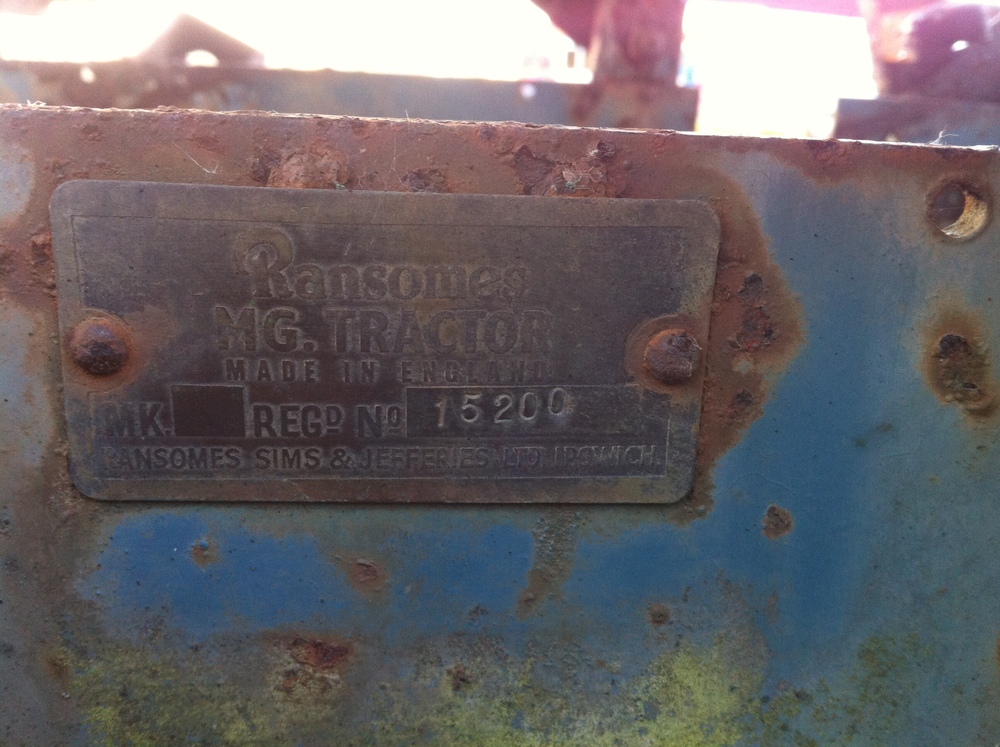 Ransomes
MG. TRACTOR
MADE IN ENGLAND
MK. REGD NO 15200
RANSOMES SIMS & JEFFERIES LTD IPSWICH.